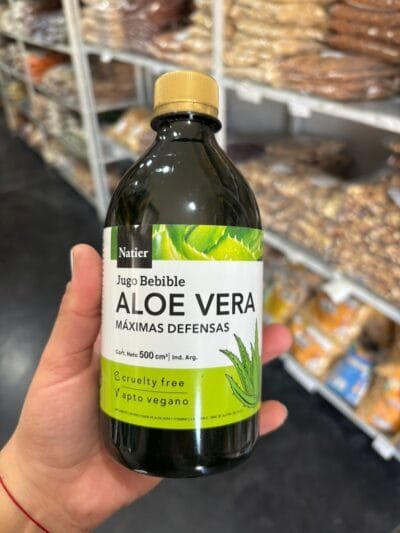 Natier
Jugo Bebible
ALOE VERA
MÁXIMAS DEFENSAS
Cont. Neto 500 cm³ | Ind. Arg.
cruelty free
apto vegano